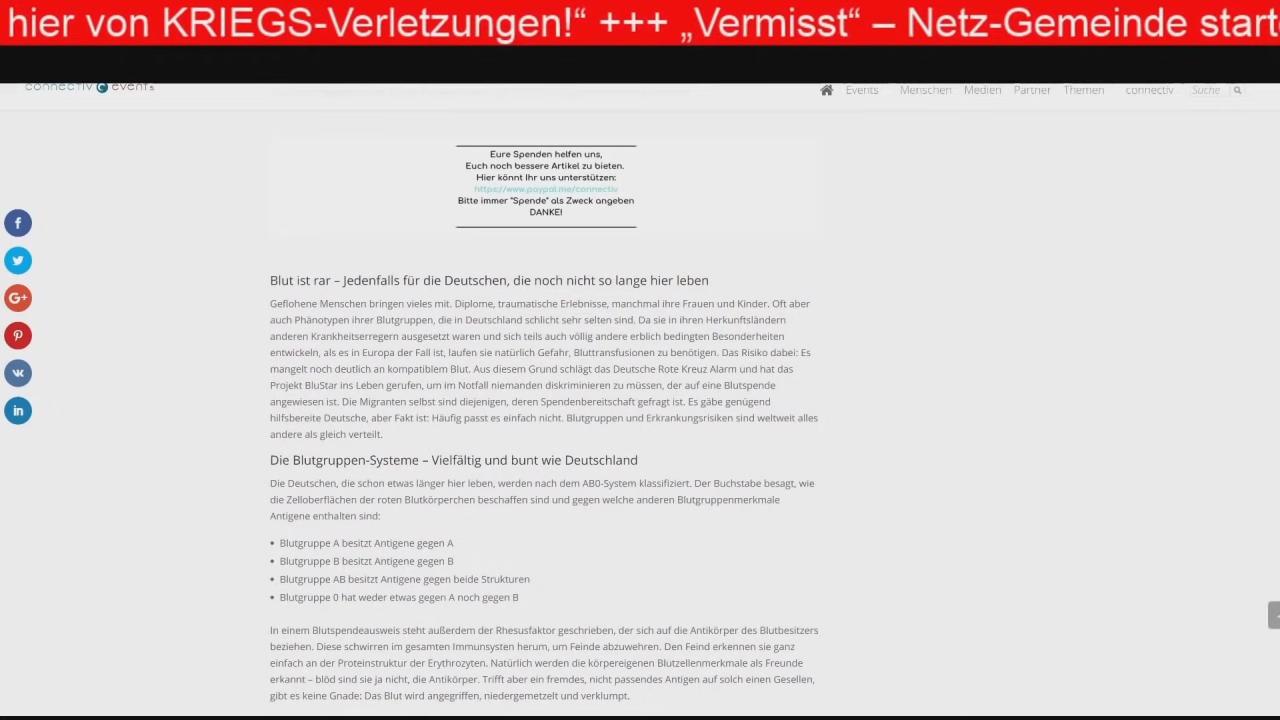 hier von KRIEGS-Verletzungen!“ +++ „Vermisst“ – Netz-Gemeinde start
connectiv events
Events Menschen Medien Partner Themen connectiv Suche
Eure Spenden helfen uns,
Euch noch bessere Artikel zu bieten.
Hier könnt Ihr uns unterstützen:
https://www.paypal.me/connectiv
Bitte immer "Spende" als Zweck angeben
DANKE!
f
G+
in
Blut ist rar – Jedenfalls für die Deutschen, die noch nicht so lange hier leben
Geflohene Menschen bringen vieles mit. Diplome, traumatische Erlebnisse, manchmal ihre Frauen und Kinder. Oft aber
auch Phänotypen ihrer Blutgruppen, die in Deutschland schlicht sehr selten sind. Da sie in ihren Herkunftsländern
anderen Krankheitserregern ausgesetzt waren und sich teils auch völlig andere erblich bedingten Besonderheiten
entwickeln, als es in Europa der Fall ist, laufen sie natürlich Gefahr, Bluttransfusionen zu benötigen. Das Risiko dabei: Es
mangelt noch deutlich an kompatiblem Blut. Aus diesem Grund schlägt das Deutsche Rote Kreuz Alarm und hat das
Projekt BluStar ins Leben gerufen, um im Notfall niemanden diskriminieren zu müssen, der auf eine Blutspende
angewiesen ist. Die Migranten selbst sind diejenigen, deren Spendenbereitschaft gefragt ist. Es gäbe genügend
hilfsbereite Deutsche, aber Fakt ist: Häufig passt es einfach nicht. Blutgruppen und Erkrankungsrisiken sind weltweit alles
andere als gleich verteilt.
Die Blutgruppen-Systeme – Vielfältig und bunt wie Deutschland
Die Deutschen, die schon etwas länger hier leben, werden nach dem AB0-System klassifiziert. Der Buchstabe besagt, wie
die Zelloberflächen der roten Blutkörperchen beschaffen sind und gegen welche anderen Blutgruppenmerkmale
Antigene enthalten sind:
• Blutgruppe A besitzt Antigene gegen A
• Blutgruppe B besitzt Antigene gegen B
• Blutgruppe AB besitzt Antigene gegen beide Strukturen
• Blutgruppe 0 hat weder etwas gegen A noch gegen B
In einem Blutspendeausweis steht außerdem der Rhesusfaktor geschrieben, der sich auf die Antikörper des Blutbesitzers
beziehen. Diese schwirren im gesamten Immunsysten herum, um Feinde abzuwehren. Den Feind erkennen sie ganz
einfach an der Proteinstruktur der Erythrozyten. Natürlich werden die körpereigenen Blutzellenmerkmale als Freunde
erkannt – blöd sind sie ja nicht, die Antikörper. Trifft aber ein fremdes, nicht passendes Antigen auf solch einen Gesellen,
gibt es keine Gnade: Das Blut wird angegriffen, niedergemetzelt und verklumpt.